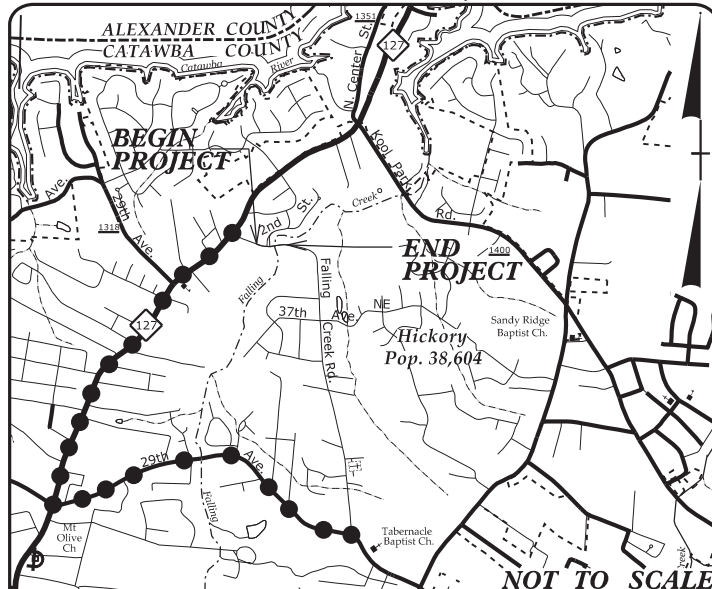 ALEXANDER COUNTY
CATAWBA COUNTY
Catawba River
1351
N. Center St.
127
BEGIN
PROJECT
Kool Park
Rd.
Ave.
29th Ave.
1318
2nd St.
Creek
END
PROJECT
1400
Falling
Falling Creek Rd.
37th Ave NE
127
Hickory
Pop. 38,604
Sandy Ridge
Baptist Ch.
29th Ave.
Falling
Mt
Olive
Ch
P
Tabernacle
Baptist Ch.
reek
NOT TO SCALE